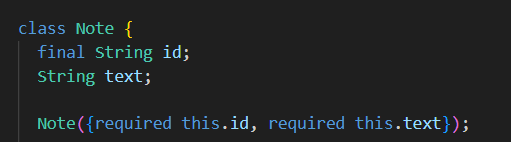 class Note {
final String id;
String text;
Note({required this.id, required this.text});